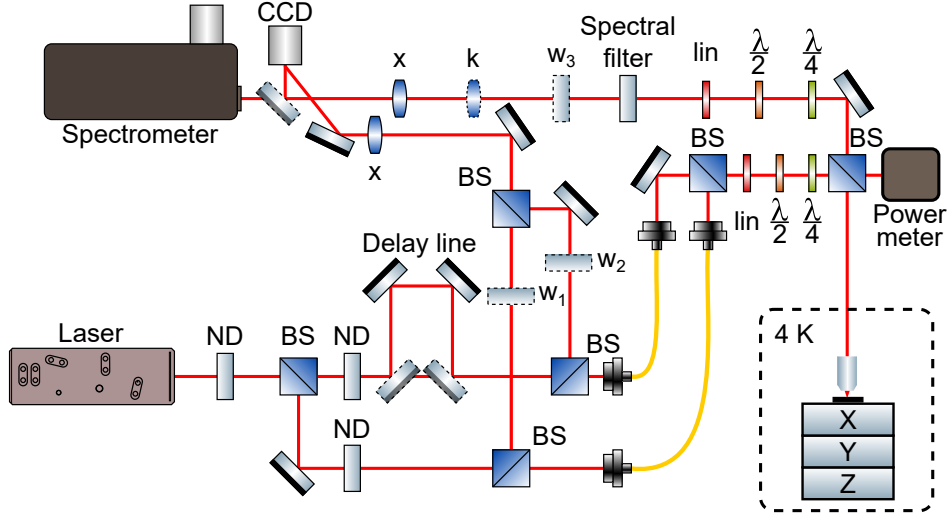 CCD
Spectral
filter
x
k
w3
lin
λ/2
λ/4
Spectrometer
x
BS
BS
BS
lin
λ/2
λ/4
Power
meter
Delay line
w2
w1
Laser
ND
BS
ND
BS
4 K
ND
BS
X
Y
Z